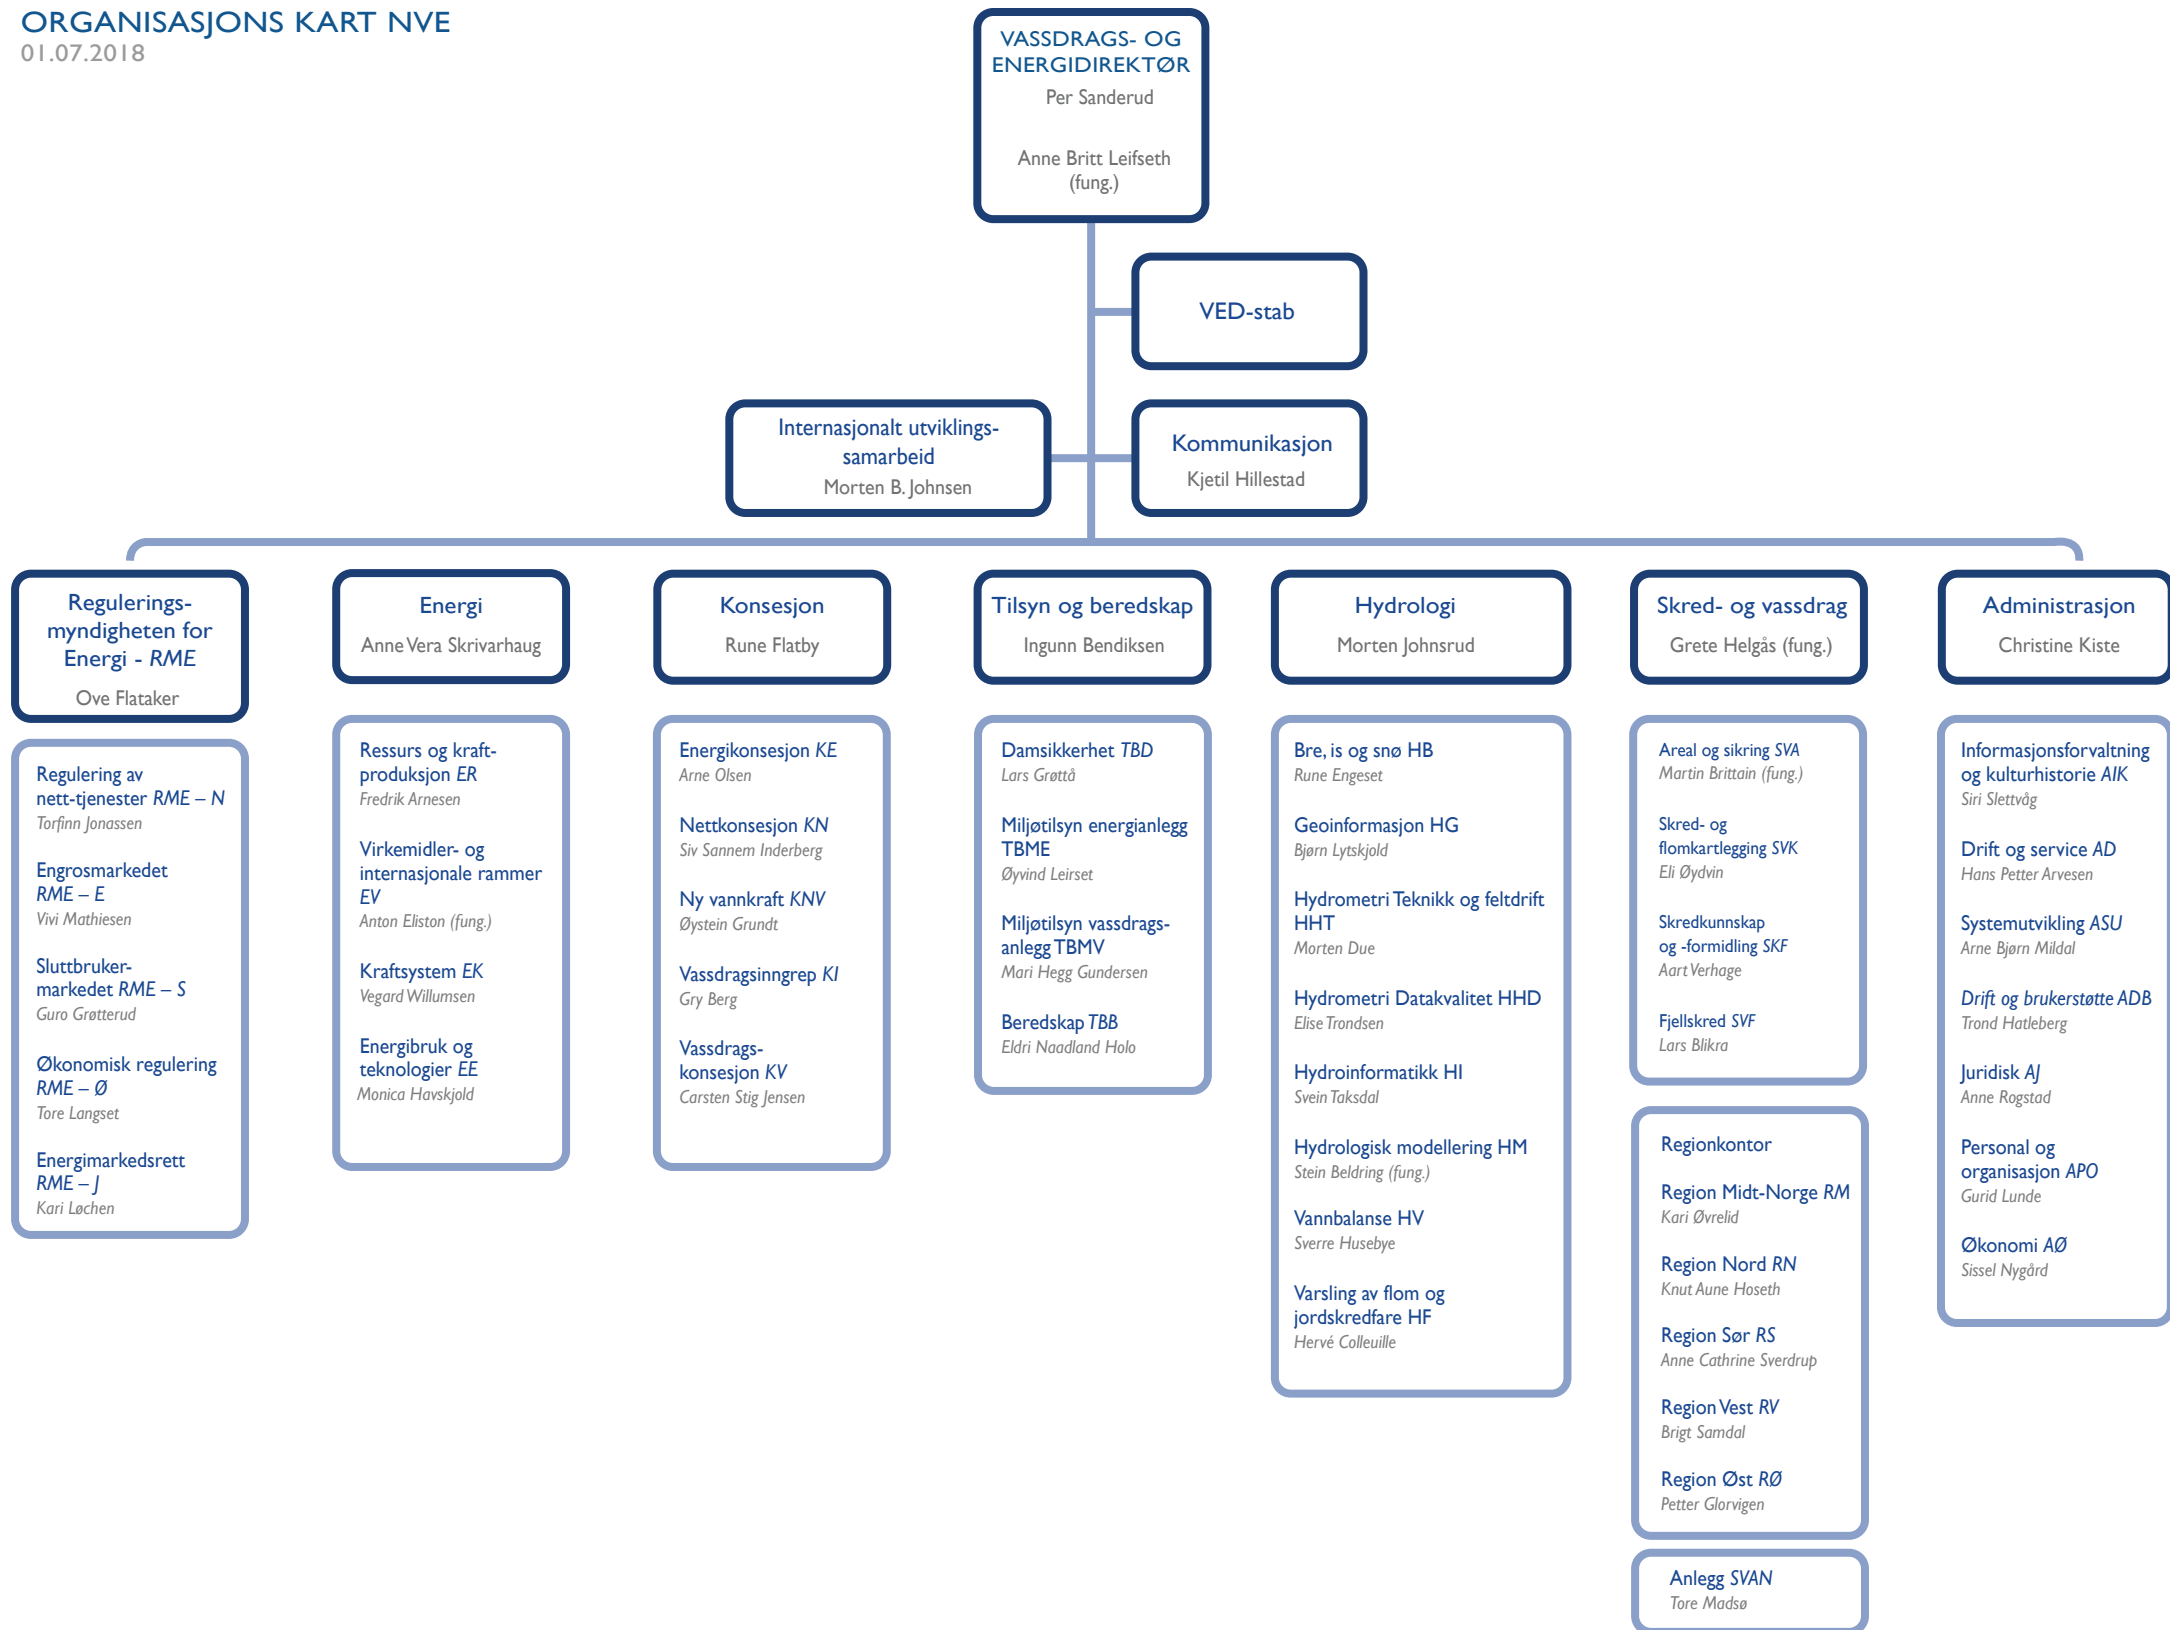 ORGANISASJONS KART NVE
01.07.2018
VASSDRAGS- OG
ENERGIDIREKTØR
Per Sanderud
Anne Britt Leifseth
(fung.)
VED-stab
Internasjonalt utviklings-
samarbeid
Morten B. Johnsen
Kommunikasjon
Kjetil Hillestad
Regulerings-
myndigheten for
Energi - RME
Ove Flataker
Regulering av
nett-tjenester RME – N
Torfinn Jonassen
Engrosmarkedet
RME – E
Vivi Mathiesen
Sluttbruker-
markedet RME – S
Guro Grøtterud
Økonomisk regulering
RME – Ø
Tore Langset
Energimarkedsrett
RME – J
Kari Løchen
Energi
Anne Vera Skrivarhaug
Ressurs og kraft-
produksjon ER
Fredrik Arnesen
Virkemidler- og
internasjonale rammer
EV
Anton Eliston (fung.)
Kraftsystem EK
Vegard Willumsen
Energibruk og
teknologier EE
Monica Havskjold
Konsesjon
Rune Flatby
Energikonsesjon KE
Arne Olsen
Nettkonsesjon KN
Siv Sannem Inderberg
Ny vannkraft KNV
Øystein Grundt
Vassdragsinngrep KI
Gry Berg
Vassdrags-
konsesjon KV
Carsten Stig Jensen
Tilsyn og beredskap
Ingunn Bendiksen
Damsikkerhet TBD
Lars Grøttå
Miljøtilsyn energianlegg
TBME
Øyvind Leirset
Miljøtilsyn vassdrags-
anlegg TBMV
Mari Hegg Gundersen
Beredskap TBB
Eldri Naadland Holo
Hydrologi
Morten Johnsrud
Bre, is og snø HB
Rune Engeset
Geoinformasjon HG
Bjørn Lytskjold
Hydrometri Teknikk og feltdrift
HHT
Morten Due
Hydrometri Datakvalitet HHD
Elise Trondsen
Hydroinformatikk HI
Svein Taksdal
Hydrologisk modellering HM
Stein Beldring (fung.)
Vannbalanse HV
Sverre Husebye
Varsling av flom og
jordskredfare HF
Hervé Colleuille
Skred- og vassdrag
Grete Helgås (fung.)
Areal og sikring SVA
Martin Brittain (fung.)
Skred- og
flomkartlegging SVK
Eli Øydvin
Skredkunnskap
og -formidling SKF
Aart Verhage
Fjellskred SVF
Lars Blikra
Regionkontor
Region Midt-Norge RM
Kari Øvrelid
Region Nord RN
Knut Aune Hoseth
Region Sør RS
Anne Cathrine Sverdrup
Region Vest RV
Brigt Samdal
Region Øst RØ
Petter Glorvigen
Anlegg SVAN
Tore Madsø
Administrasjon
Christine Kiste
Informasjonsforvaltning
og kulturhistorie AIK
Siri Slettvåg
Drift og service AD
Hans Petter Arvesen
Systemutvikling ASU
Arne Bjørn Mildal
Drift og brukerstøtte ADB
Trond Hatleberg
Juridisk AJ
Anne Rogstad
Personal og
organisasjon APO
Gurid Lunde
Økonomi AØ
Sissel Nygård